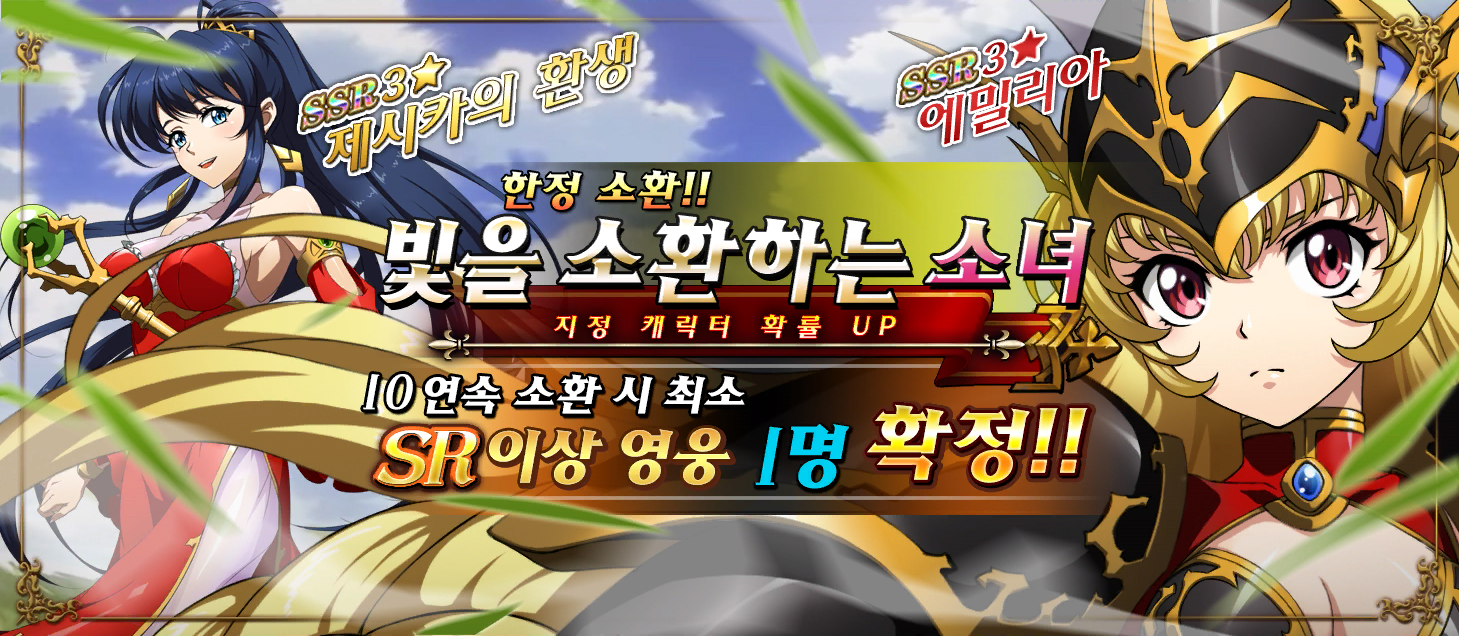 SSR3★
제시카의 환생
SSR3★
에밀리아
한정 소환!!
빛을 소환하는 소녀
지정 캐릭터 확률 UP
10연속 소환 시 최소
SR이상 영웅 1명 확정!!